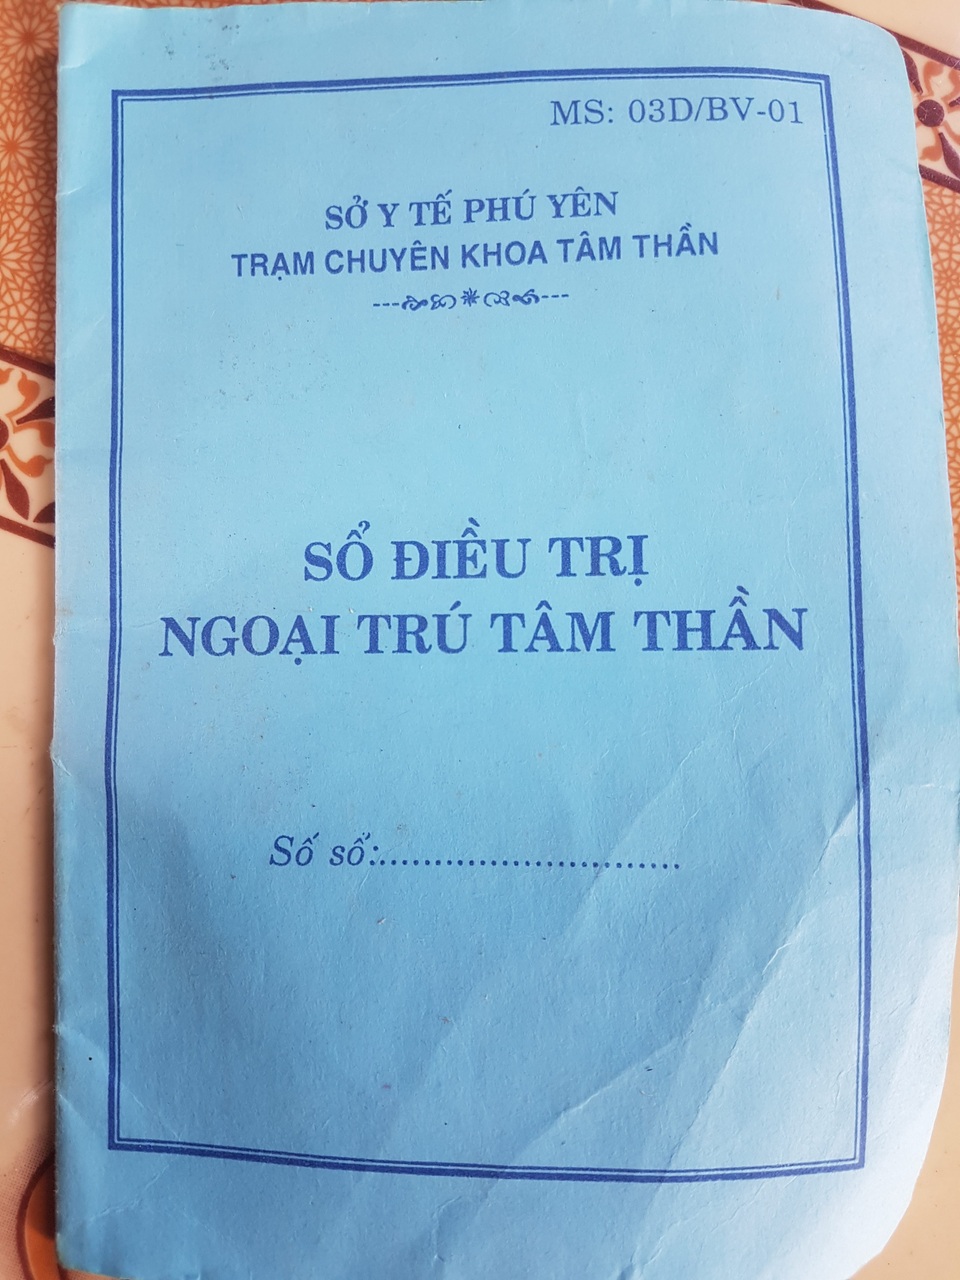 MS: 03D/BV-01
SỞ Y TẾ PHÚ YÊN
TRẠM CHUYÊN KHOA TÂM THẦN
SỔ ĐIỀU TRỊ
NGOẠI TRÚ TÂM THẦN
Số sổ:..............................